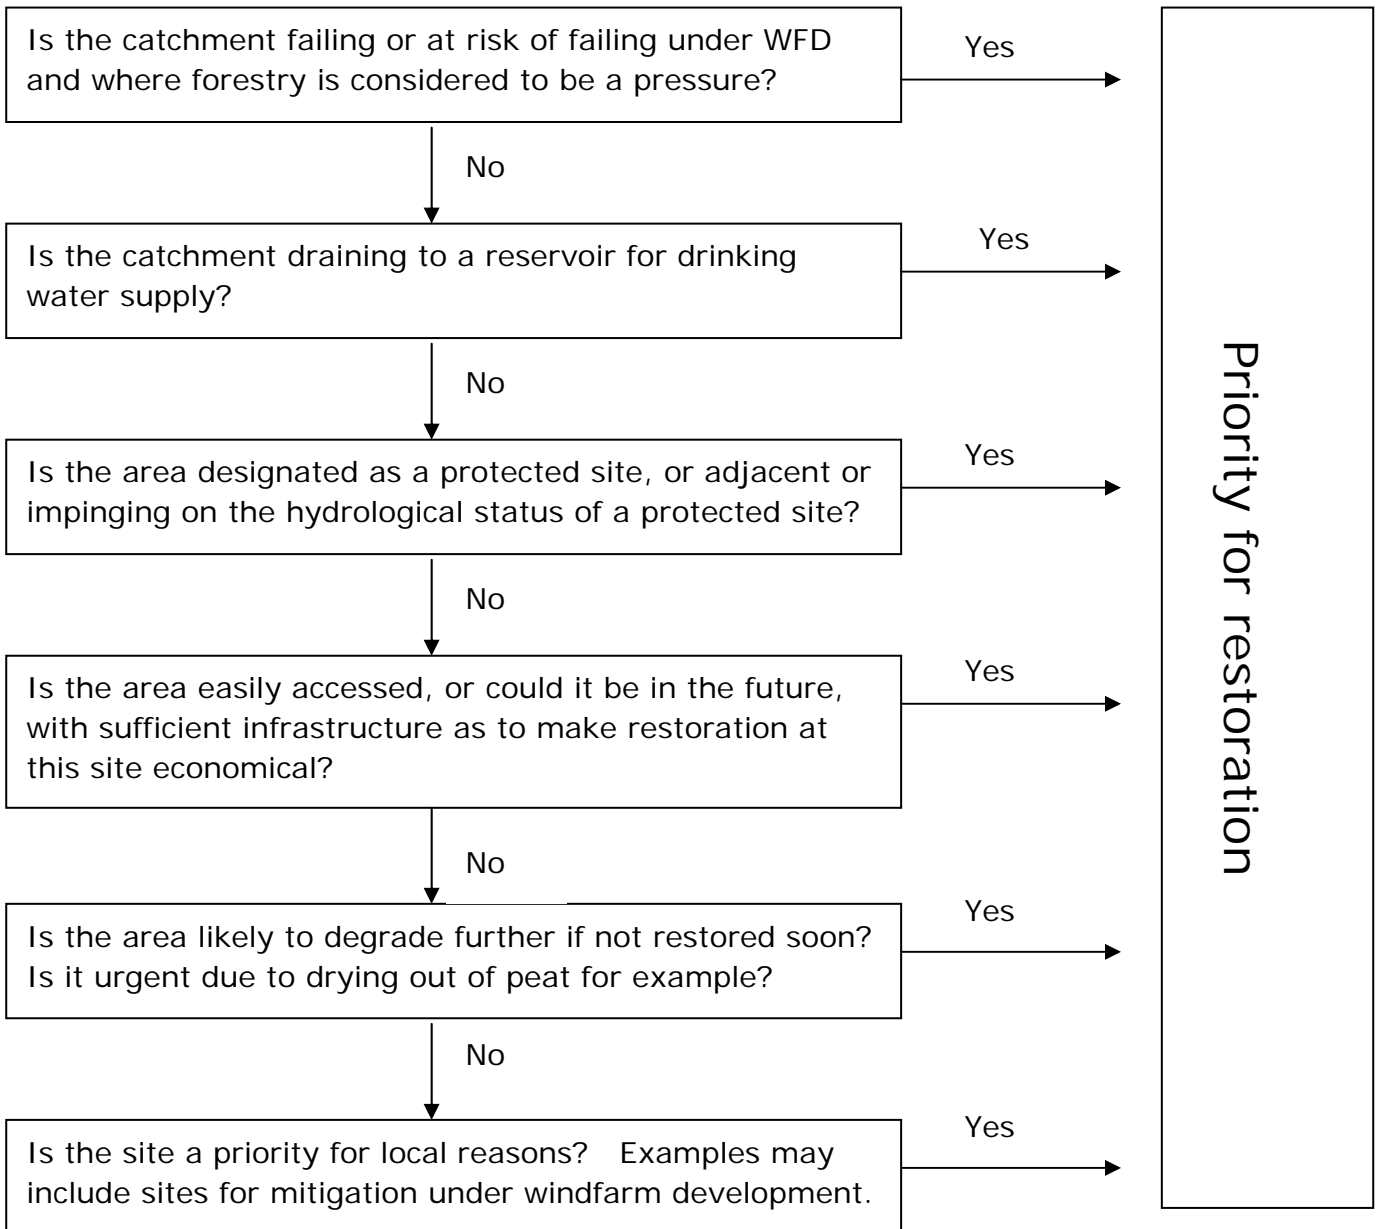 Is the catchment failing or at risk of failing under WFD
and where forestry is considered to be a pressure?
Yes
No
Is the catchment draining to a reservoir for drinking
water supply?
Yes
No
Is the area designated as a protected site, or adjacent or
impinging on the hydrological status of a protected site?
Yes
No
Is the area easily accessed, or could it be in the future,
with sufficient infrastructure as to make restoration at
this site economical?
Yes
No
Is the area likely to degrade further if not restored soon?
Is it urgent due to drying out of peat for example?
Yes
No
Is the site a priority for local reasons? Examples may
include sites for mitigation under windfarm development.
Yes
Priority for restoration